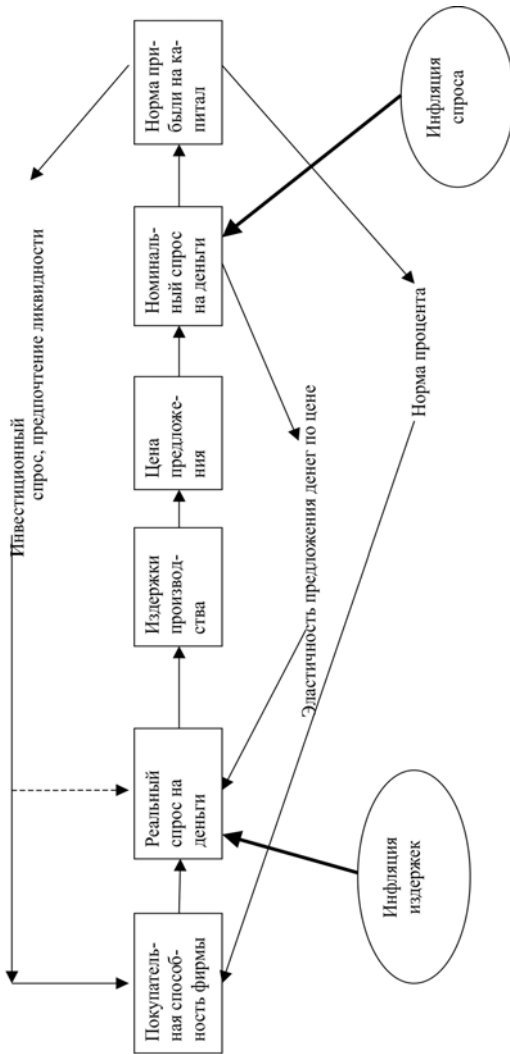 Инвестиционный
спрос, предпочтение ликвидности
Покупатель-
ная способ-
ность фирмы
Реальный
спрос на
деньги
Издержки
производ-
ства
Цена
предложе-
ния
Номиналь-
ный спрос
на деньги
Норма при-
были на ка-
питал
Эластичность предложения денег по цене
Норма процента
Инфляция
издержек
Инфляция
спроса